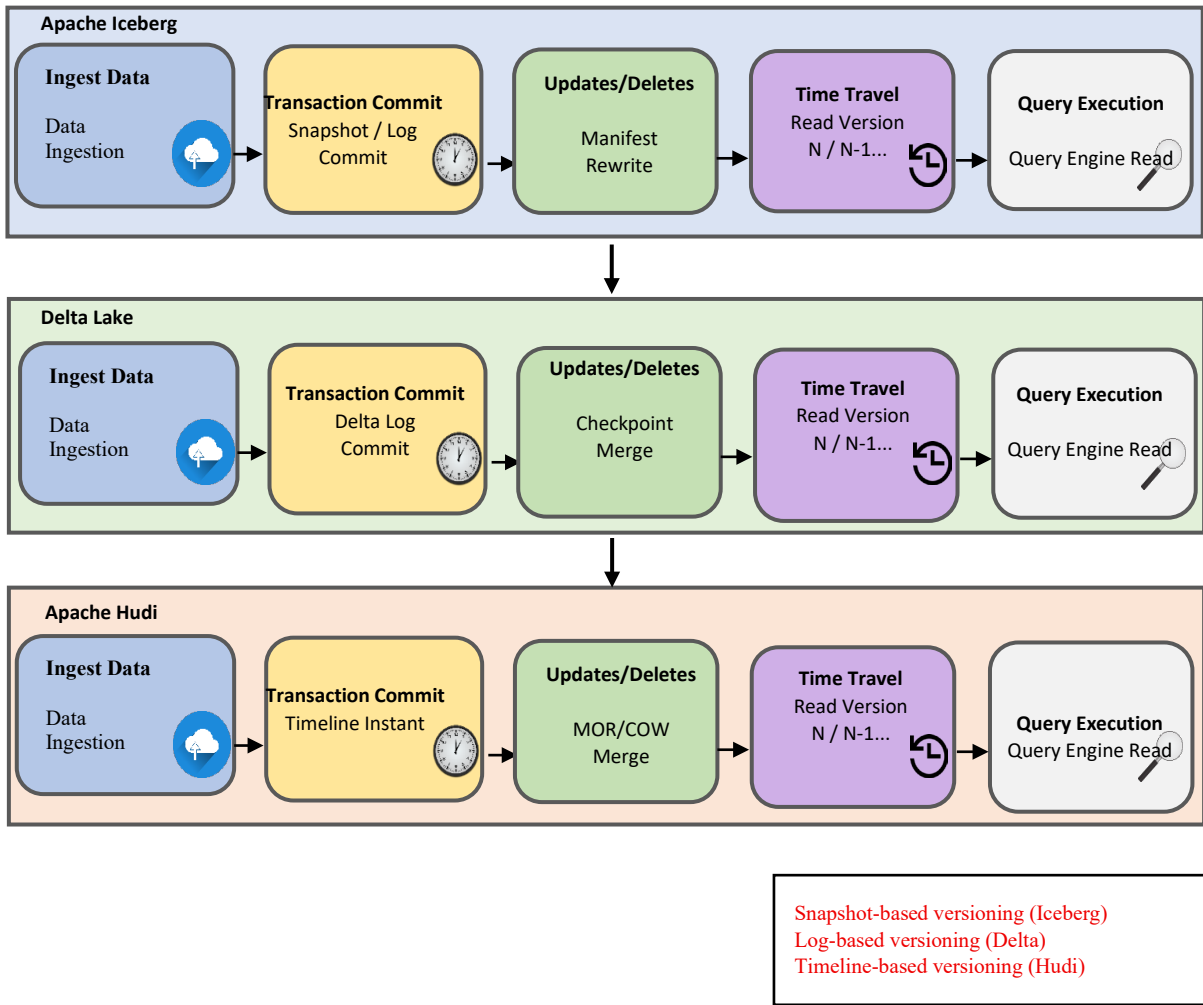 Apache Iceberg
Ingest Data
Data
Ingestion
Transaction Commit
Snapshot / Log
Commit
Updates/Deletes
Manifest
Rewrite
Time Travel
Read Version
N / N-1...
Query Execution
Query Engine Read
Delta Lake
Ingest Data
Data
Ingestion
Transaction Commit
Delta Log
Commit
Updates/Deletes
Checkpoint
Merge
Time Travel
Read Version
N / N-1...
Query Execution
Query Engine Read
Apache Hudi
Ingest Data
Data
Ingestion
Transaction Commit
Timeline Instant
Updates/Deletes
MOR/COW
Merge
Time Travel
Read Version
N / N-1...
Query Execution
Query Engine Read
Snapshot-based versioning (Iceberg)
Log-based versioning (Delta)
Timeline-based versioning (Hudi)